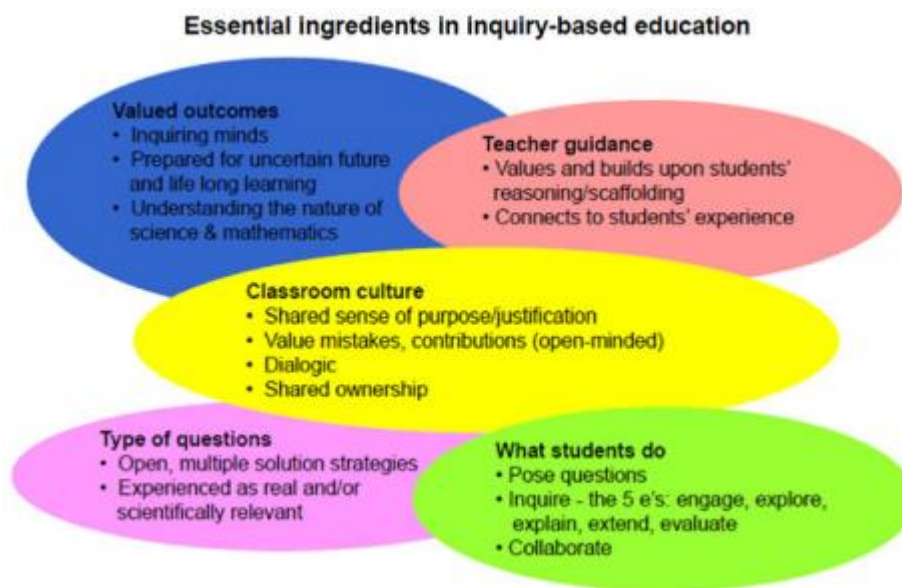 Essential ingredients in inquiry-based education
Valued outcomes
• Inquiring minds
• Prepared for uncertain future
and life long learning
• Understanding the nature of
science & mathematics
Teacher guidance
• Values and builds upon students'
reasoning/scaffolding
• Connects to students' experience
Classroom culture
• Shared sense of purpose/justification
• Value mistakes, contributions (open-minded)
• Dialogic
• Shared ownership
Type of questions
• Open, multiple solution strategies
• Experienced as real and/or
scientifically relevant
What students do
• Pose questions
• Inquire - the 5 e's: engage, explore,
explain, extend, evaluate
• Collaborate